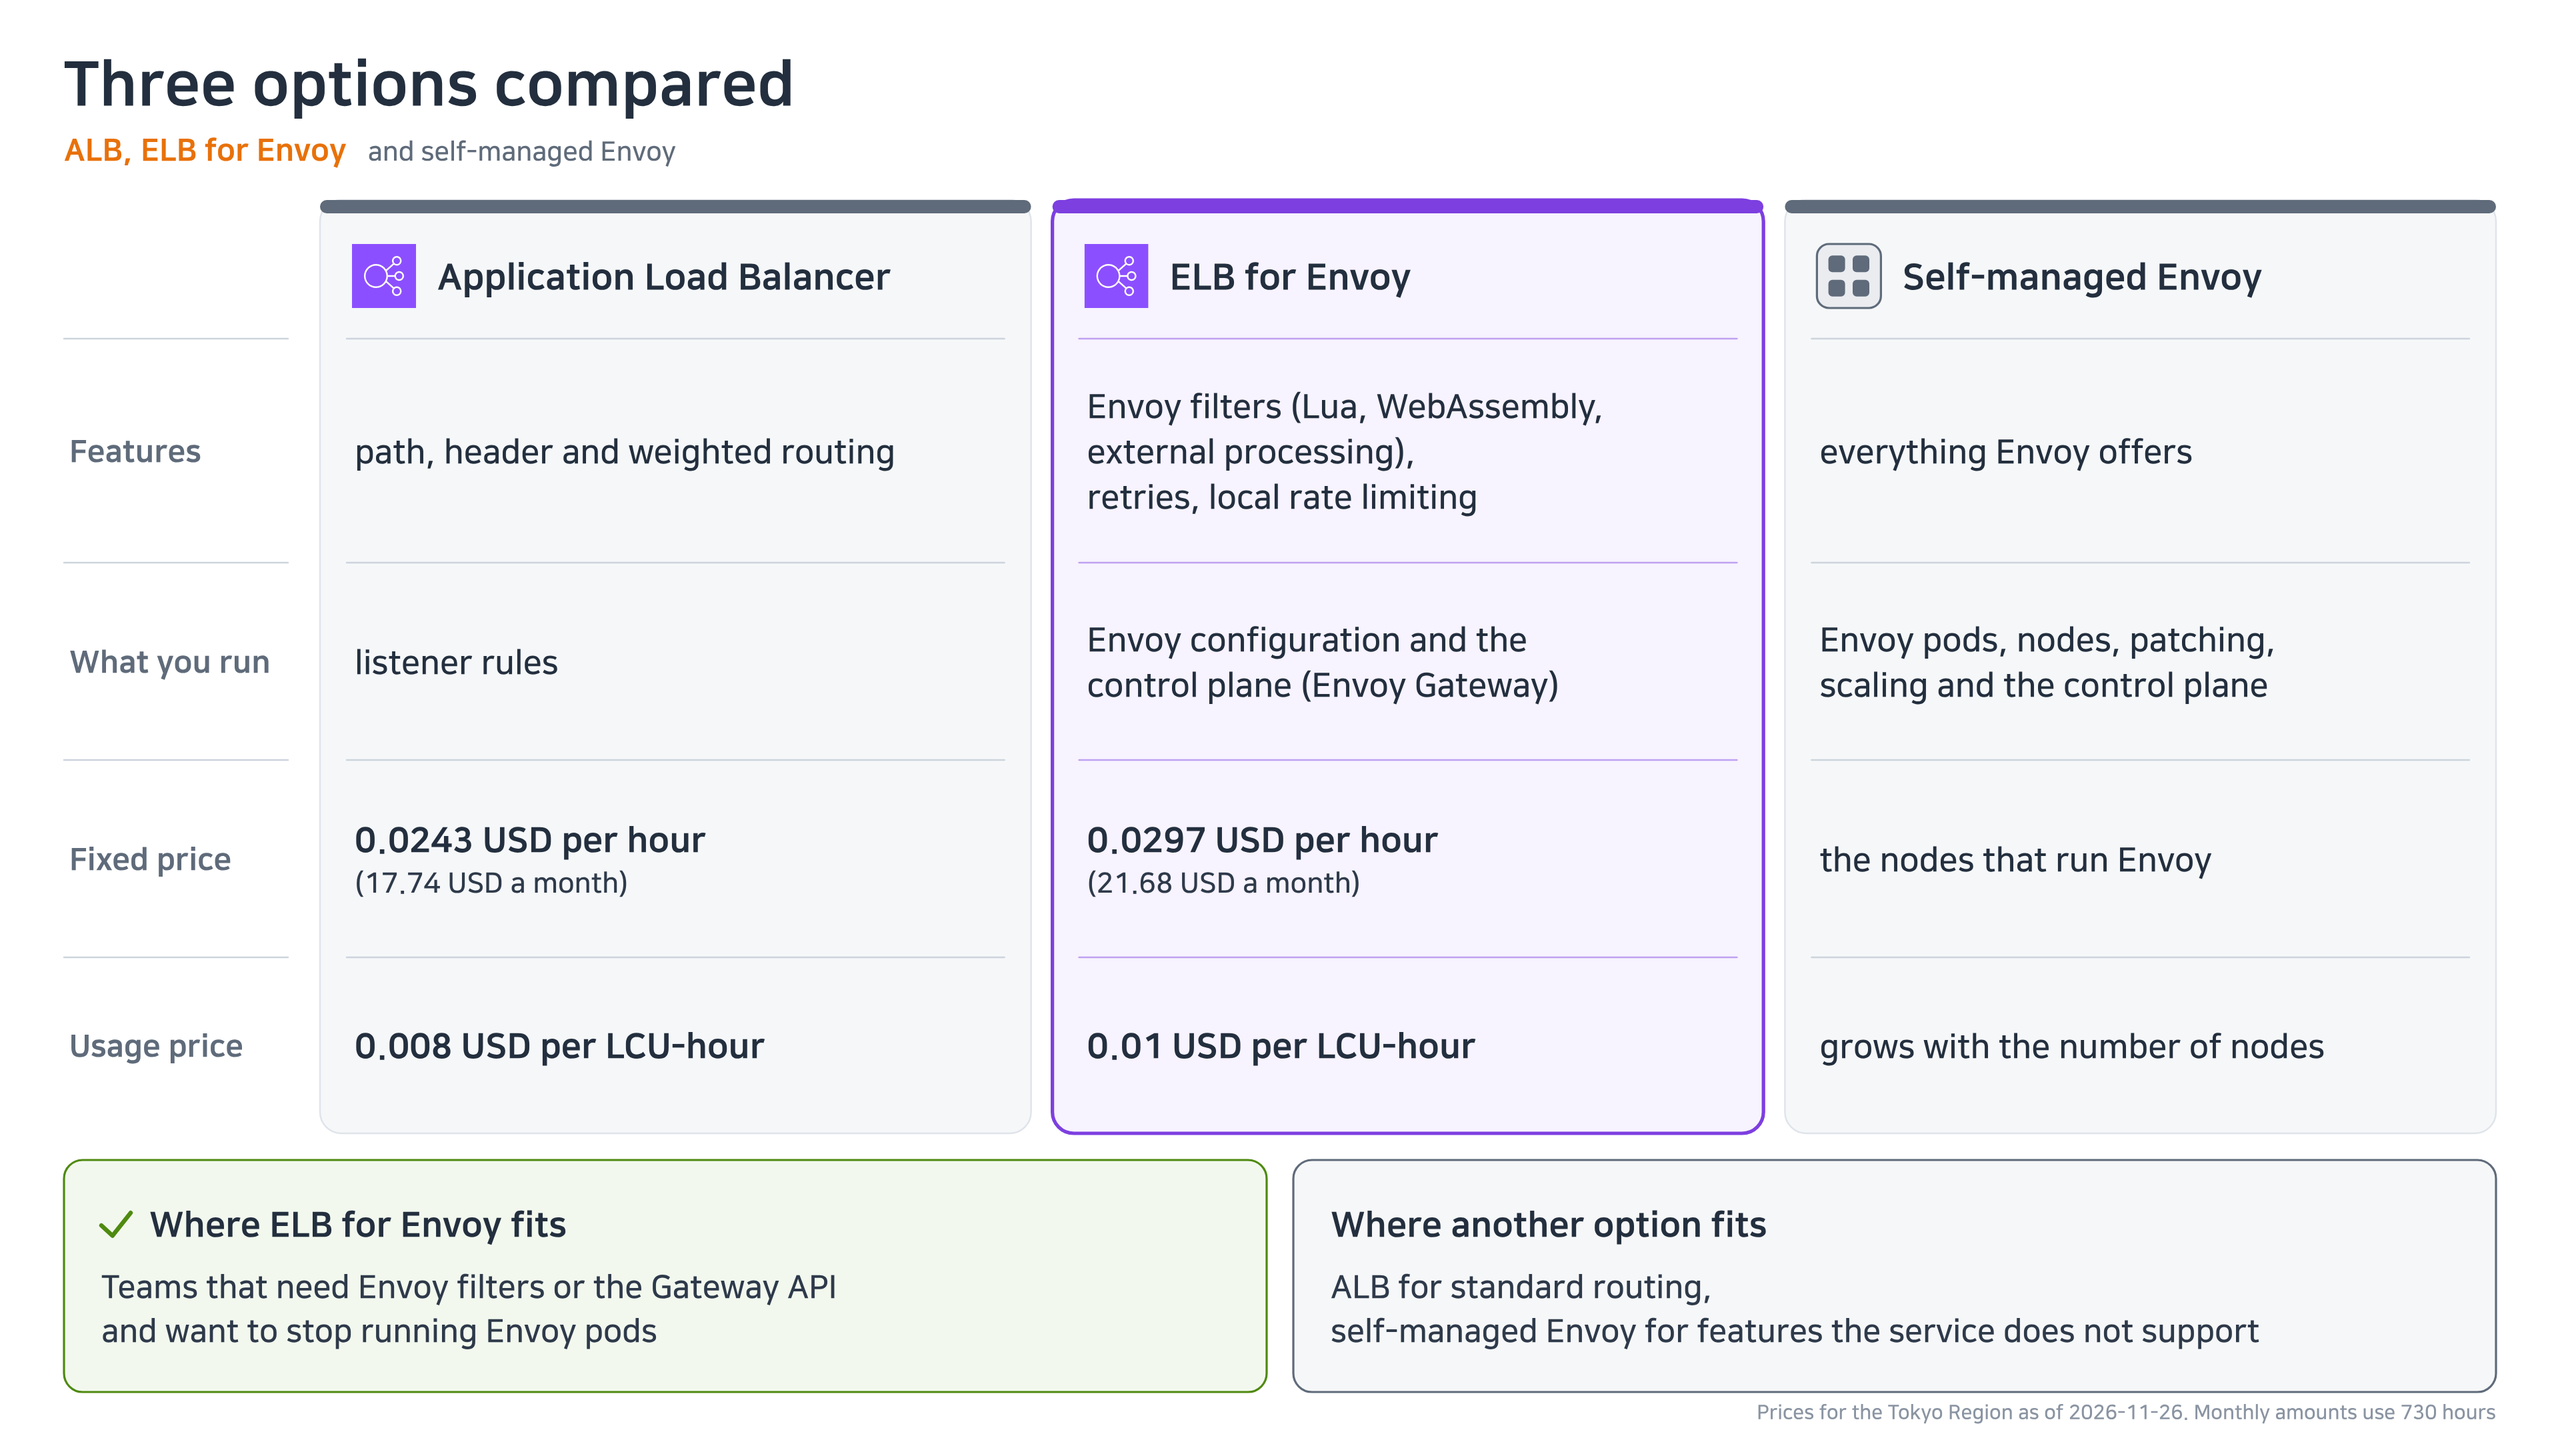 Three options compared
ALB, ELB for Envoy and self-managed Envoy
Application Load Balancer
ELB for Envoy
Self-managed Envoy
Features
path, header and weighted routing
Envoy filters (Lua, WebAssembly,
external processing),
retries, local rate limiting
everything Envoy offers
What you run
listener rules
Envoy configuration and the
control plane (Envoy Gateway)
Envoy pods, nodes, patching,
scaling and the control plane
Fixed price
0.0243 USD per hour
(17.74 USD a month)
0.0297 USD per hour
(21.68 USD a month)
the nodes that run Envoy
Usage price
0.008 USD per LCU-hour
0.01 USD per LCU-hour
grows with the number of nodes
Where ELB for Envoy fits
Teams that need Envoy filters or the Gateway API
and want to stop running Envoy pods
Where another option fits
ALB for standard routing,
self-managed Envoy for features the service does not support
Prices for the Tokyo Region as of 2026-11-26. Monthly amounts use 730 hours